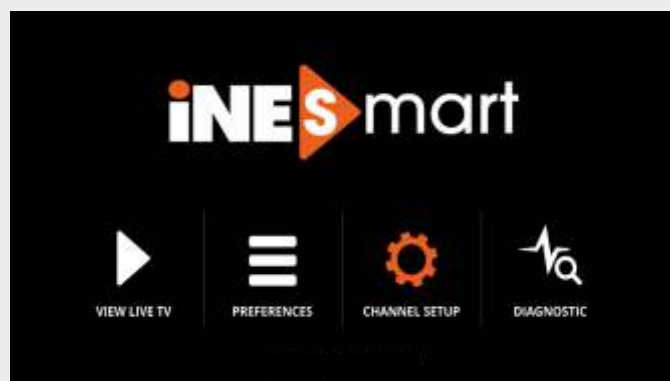 iNESmart
VIEW LIVE TV
PREFERENCES
CHANNEL SETUP
DIAGNOSTIC